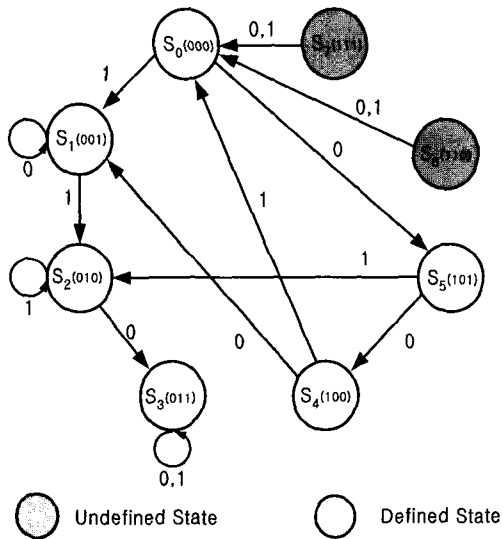 0,1
S0(000)
S7(111)
1
0,1
0
S1(001)
S6(110)
0
1
1
S2(010)
1
S5(101)
1
0
0
0
S3(011)
S4(100)
0,1
Undefined State
Defined State